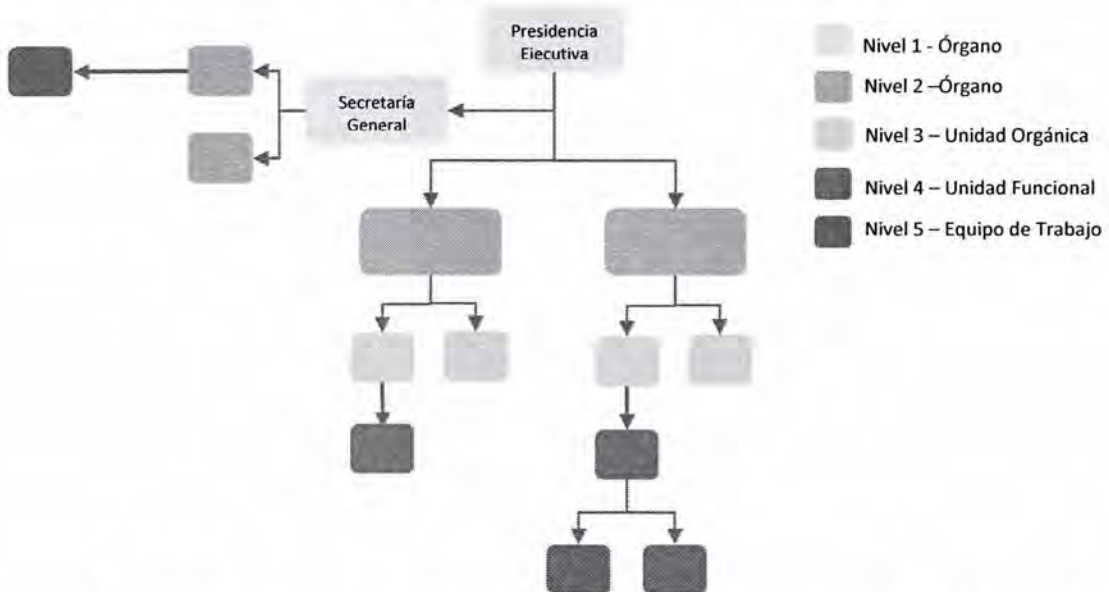 Presidencia
Ejecutiva
Secretaría
General
Nivel 1 - Órgano
Nivel 2 –Órgano
Nivel 3 – Unidad Orgánica
Nivel 4 – Unidad Funcional
Nivel 5 – Equipo de Trabajo